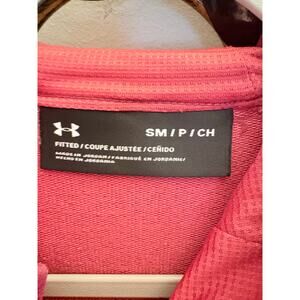 SM / P / CH
FITTED / COUPE AJUSTÉE / CEÑIDO
MADE IN JORDAN / FABRIQUÉ EN JORDANIE /
HECHO EN JORDANIA